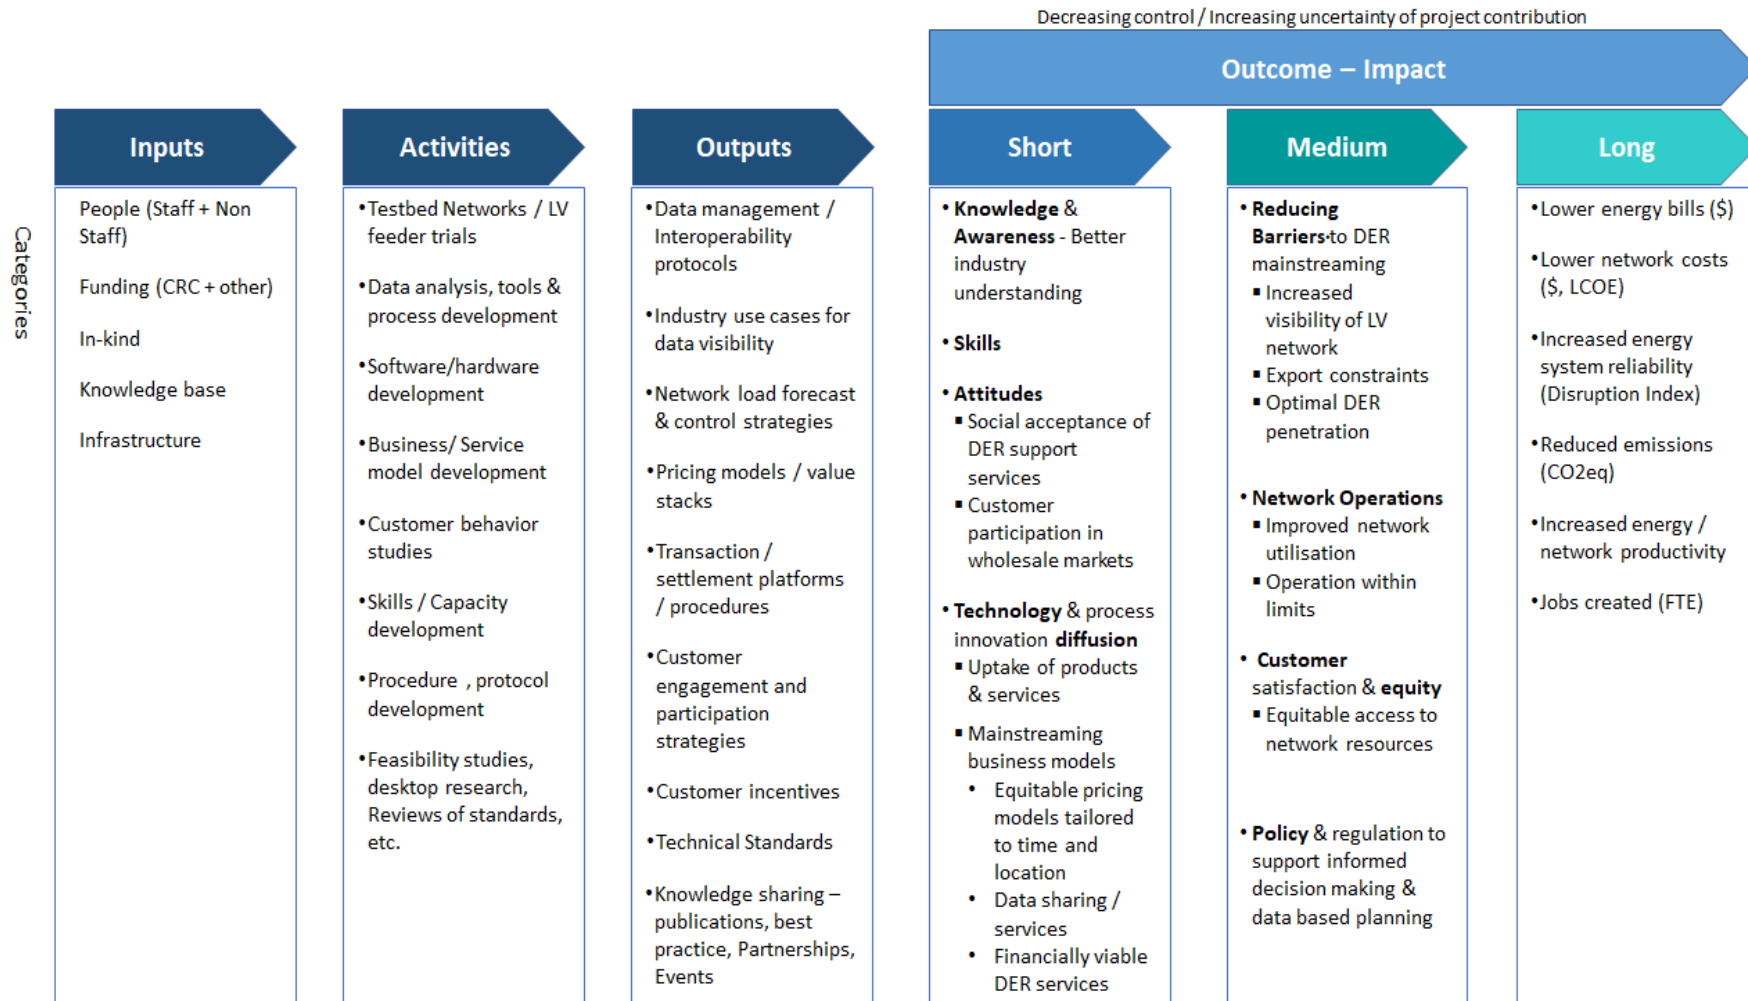 Decreasing control / Increasing uncertainty of project contribution
Outcome – Impact
Inputs
Activities
Outputs
Short
Medium
Long
Categories
People (Staff + Non
Staff)
Funding (CRC + other)
In-kind
Knowledge base
Infrastructure
•Testbed Networks / LV
feeder trials
•Data analysis, tools &
process development
•Software/hardware
development
•Business/ Service
model development
•Customer behavior
studies
•Skills / Capacity
development
•Procedure , protocol
development
•Feasibility studies,
desktop research,
Reviews of standards,
etc.
•Data management /
Interoperability
protocols
•Industry use cases for
data visibility
•Network load forecast
& control strategies
•Pricing models / value
stacks
•Transaction /
settlement platforms
/ procedures
•Customer
engagement and
participation
strategies
•Customer incentives
•Technical Standards
•Knowledge sharing –
publications, best
practice, Partnerships,
Events
• Knowledge &
Awareness - Better
industry
understanding
• Skills
• Attitudes
▪ Social acceptance of
DER support
services
▪ Customer
participation in
wholesale markets
• Technology & process
innovation diffusion
▪ Uptake of products
& services
▪ Mainstreaming
business models
• Equitable pricing
models tailored
to time and
location
• Data sharing /
services
• Financially viable
DER services
• Reducing
Barriers·to DER
mainstreaming
▪ Increased
visibility of LV
network
▪ Export constraints
▪ Optimal DER
penetration
• Network Operations
▪ Improved network
utilisation
▪ Operation within
limits
• Customer
satisfaction & equity
▪ Equitable access to
network resources
• Policy & regulation to
support informed
decision making &
data based planning
•Lower energy bills ($)
•Lower network costs
($, LCOE)
•Increased energy
system reliability
(Disruption Index)
•Reduced emissions
(CO2eq)
•Increased energy /
network productivity
•Jobs created (FTE)